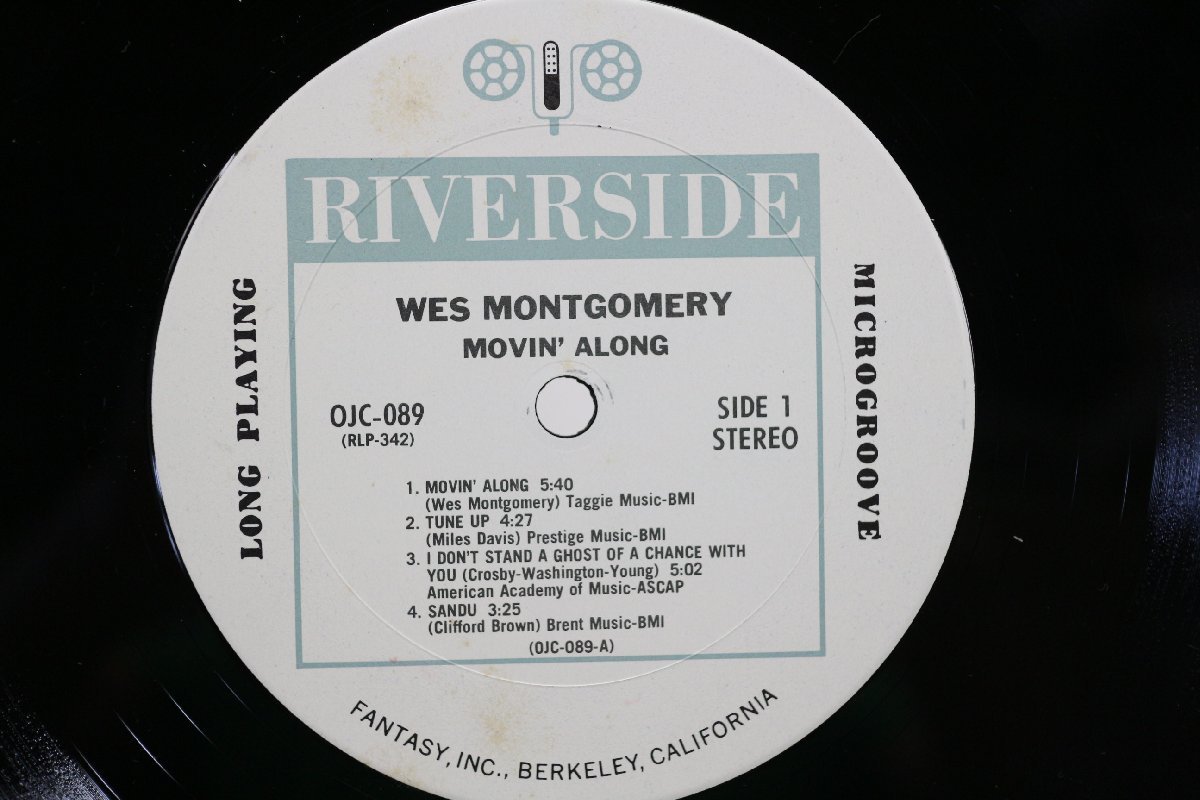 RIVERSIDE
WES MONTGOMERY
MOVIN' ALONG
LONG PLAYING
MICROGROOVE
OJC-089
(RLP-342)
SIDE 1
STEREO
1. MOVIN' ALONG 5:40
(Wes Montgomery) Taggie Music-BMI
2. TUNE UP 4:27
(Miles Davis) Prestige Music-BMI
3. I DON'T STAND A GHOST OF A CHANCE WITH
YOU (Crosby-Washington-Young) 5:02
American Academy of Music-ASCAP
4. SANDU 3:25
(Clifford Brown) Brent Music-BMI
(OJC-089-A)
FANTASY, INC., BERKELEY, CALIFORNIA